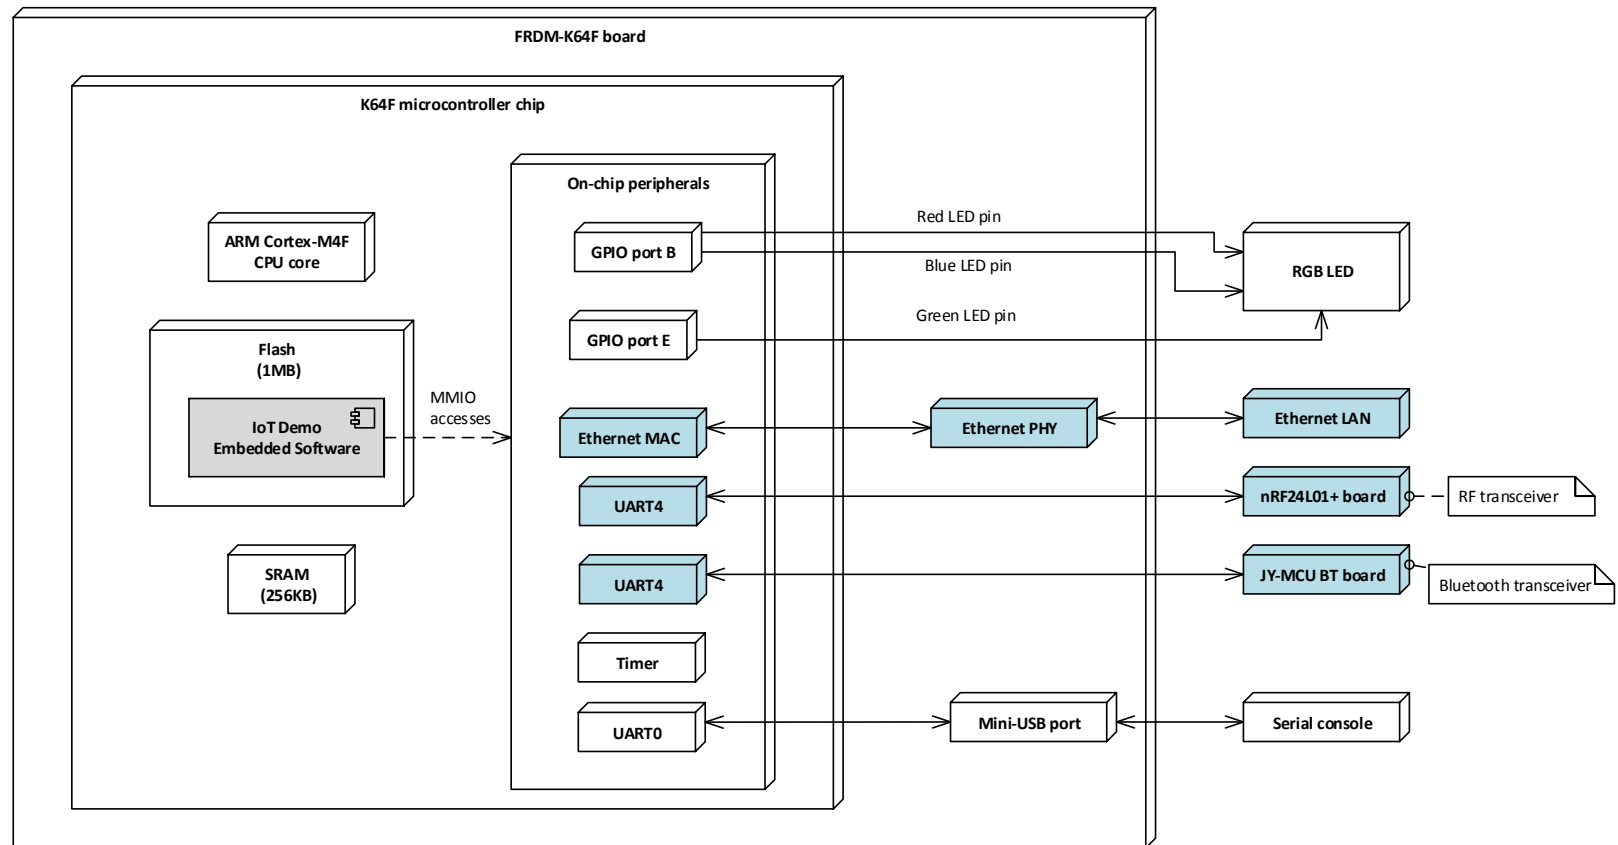 FRDM-K64F board
K64F microcontroller chip
On-chip peripherals
ARM Cortex-M4F
CPU core
Flash
(1MB)
IoT Demo
Embedded Software
SRAM
(256KB)
MMIO
accesses
GPIO port B
GPIO port E
Ethernet MAC
UART4
UART4
Timer
UART0
Red LED pin
Blue LED pin
Green LED pin
Ethernet PHY
Mini-USB port
RGB LED
Ethernet LAN
nRF24L01+ board
RF transceiver
JY-MCU BT board
Bluetooth transceiver
Serial console